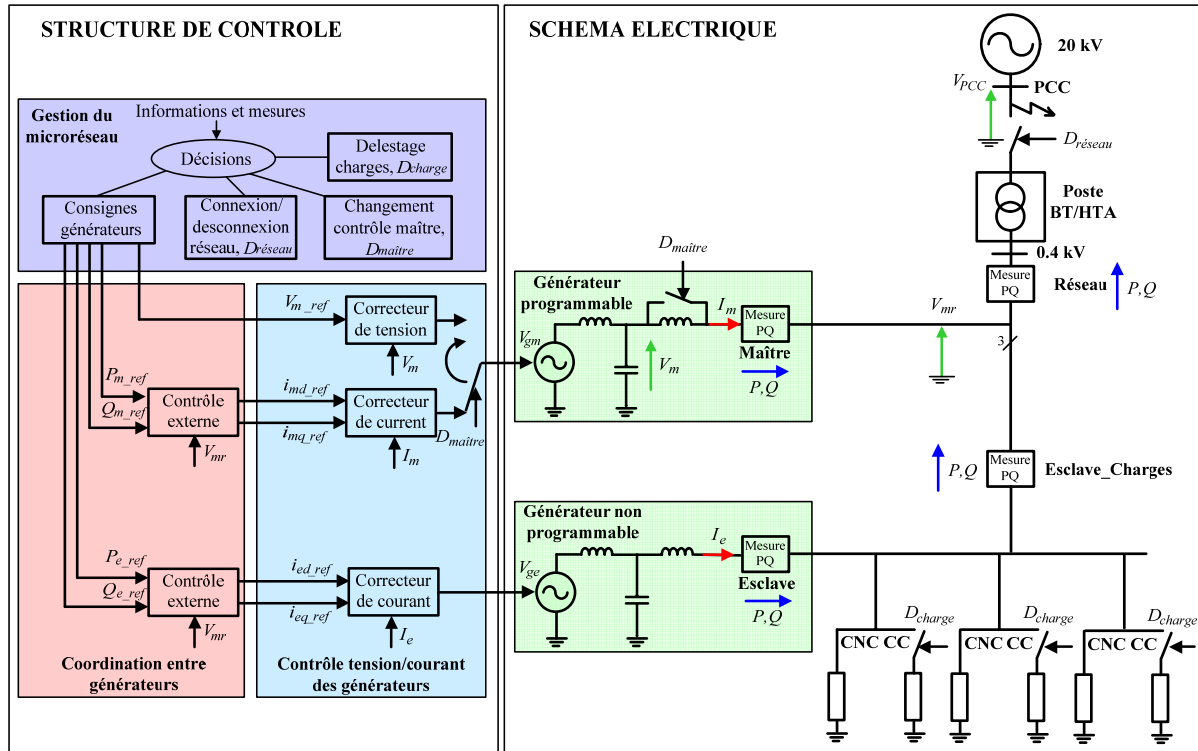 STRUCTURE DE CONTROLE
Gestion du
microréseau
Informations et mesures
Décisions
Delestage
charges, Dcharge
Consignes
générateurs
Connexion/
desconnexion
réseau, Dréseau
Changement
contrôle maître,
Dmaître
Vm_ref
Correcteur
de tension
Vm
Pm_ref
Qm_ref
Contrôle
externe
Vmr
imd_ref
imq_ref
Correcteur
de current
Im
Dmaître
Pe_ref
Qe_ref
Contrôle
externe
Vmr
ied_ref
ieq_ref
Correcteur
de courant
Ie
Coordination entre
générateurs
Contrôle tension/courant
des générateurs
SCHEMA ELECTRIQUE
20 kV
VPCC
PCC
Dréseau
Poste
BT/HTA
0.4 kV
Mesure
PQ
Réseau
P,Q
Dmaître
Générateur
programmable
Vgm
Vm
Im
Mesure
PQ
Maître
P,Q
Vmr
3
P,Q
Mesure
PQ
Esclave_Charges
Générateur non
programmable
Vge
Ie
Mesure
PQ
Esclave
P,Q
Dcharge
Dcharge
Dcharge
CNC CC
CNC CC
CNC CC